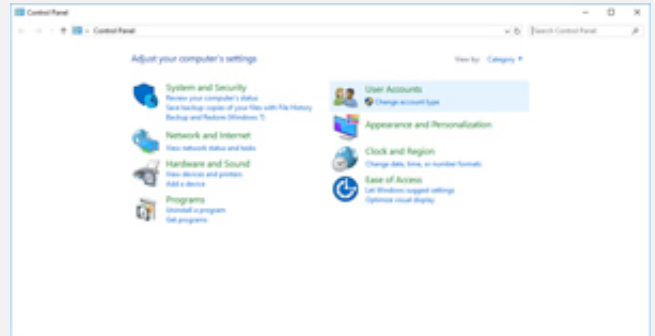 Control Panel
Control Panel
Search Control Panel
Adjust your computer's settings
View by: Category
System and Security
Review your computer's status
Save backup copies of your files with File History
Backup and Restore (Windows 7)
Network and Internet
View network status and tasks
Hardware and Sound
View devices and printers
Add a device
Programs
Uninstall a program
Get programs
User Accounts
Change account type
Appearance and Personalization
Clock and Region
Change date, time, or number formats
Ease of Access
Let Windows suggest settings
Optimize visual display